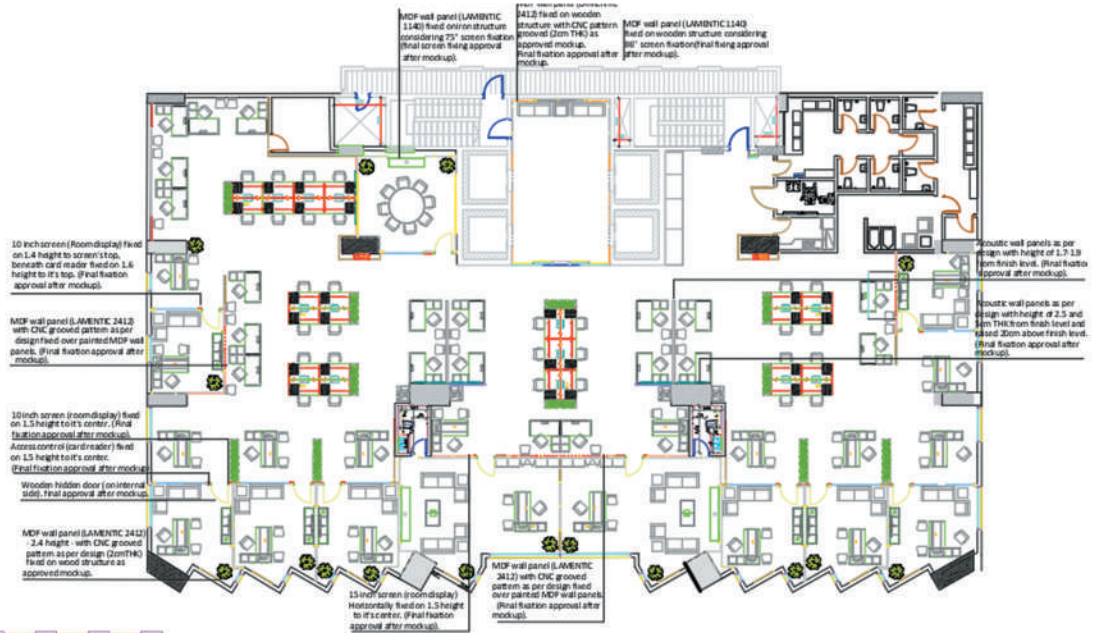 MDF wall panel (LAMENTIC
1140) fixed on iron structure
considering 75" screen fixation
(final screen fixing approval
after mockup).
2412) fixed on wooden
structure with CNC pattern
grooved (2cm THK) as
approved mockup.
Final fixation approval after
mockup.
MDF wall panel (LAMENTIC 1140)
fixed on wooden structure considering
86" screen fixation (final fixing approval
after mockup).
10 inch screen (Room display) fixed
on 1.4 height to screen's top,
beneath card reader fixed on 1.6
height to it's top. (Final fixation
approval after mockup).
MDF wall panel (LAMENTIC 2412)
with CNC grooved pattern as per
design fixed over painted MDF wall
panels. (Final fixation approval after
mockup).
10 inch screen (room display) fixed
on 1.5 height to it's center. (Final
fixation approval after mockup).
Access control (card reader) fixed
on 1.5 height to it's center.
(Final fixation approval after mockup
Wooden hidden door (on internal
side). final approval after mockup.
MDF wall panel (LAMENTIC 2412)
- 2.4 height - with CNC grooved
pattern as per design (2cm THK)
fixed on wood structure as
approved mockup.
15 inch screen (room display)
Horizontally fixed on 1.5 height
to it's center. (Final fixation
approval after mockup).
MDF wall panel (LAMENTIC
2412) with CNC grooved
pattern as per design fixed
over painted MDF wall panels.
(Final fixation approval after
mockup).
Acoustic wall panels as per
design with height of 1.7-1.9
from finish level. (Final fixation
approval after mockup).
Acoustic wall panels as per
design with height of 2.5 and
5cm THK from finish level and
raised 20cm above finish level.
(Final fixation approval after
mockup).